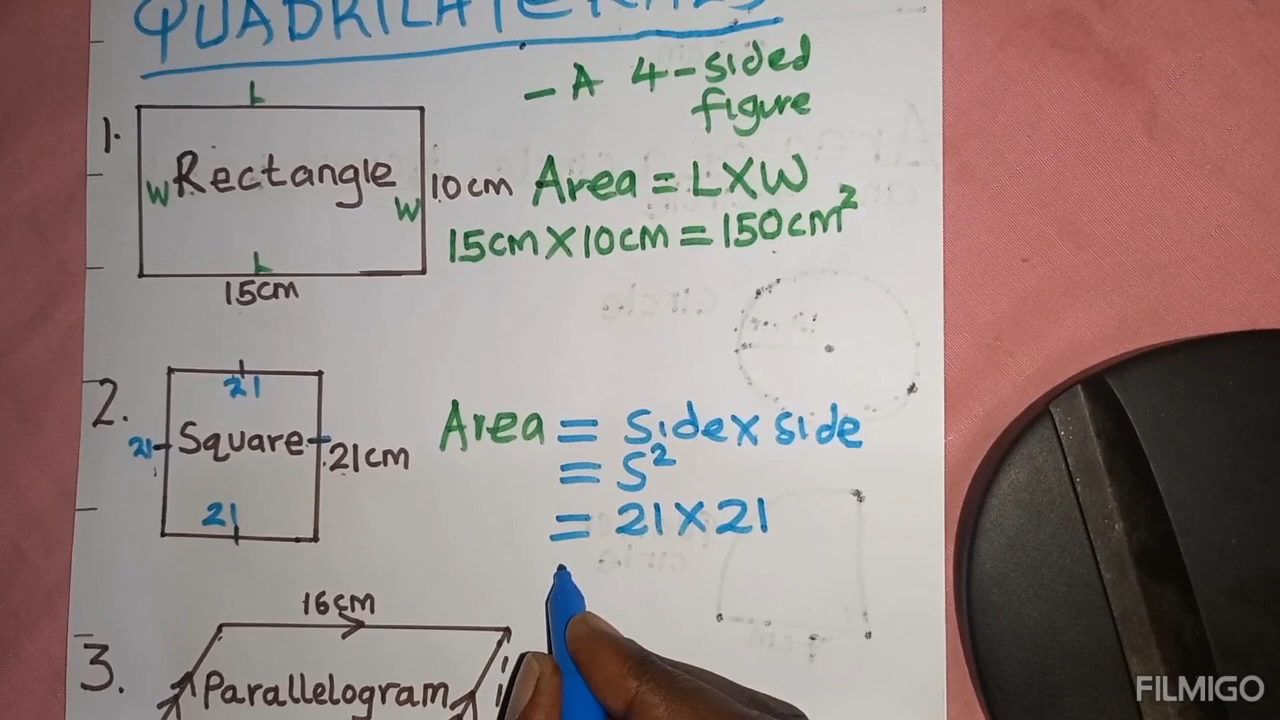 QUADRILATERALS
- A 4-sided
figure
1.
L
W Rectangle W
10cm
L
15cm
Area = L X W
15cm X 10cm = 150cm²
2.
21
21 Square 21cm
21
Area = side x side
= S²
= 21 x 21
3.
16cm
Parallelogram
FILMIGO